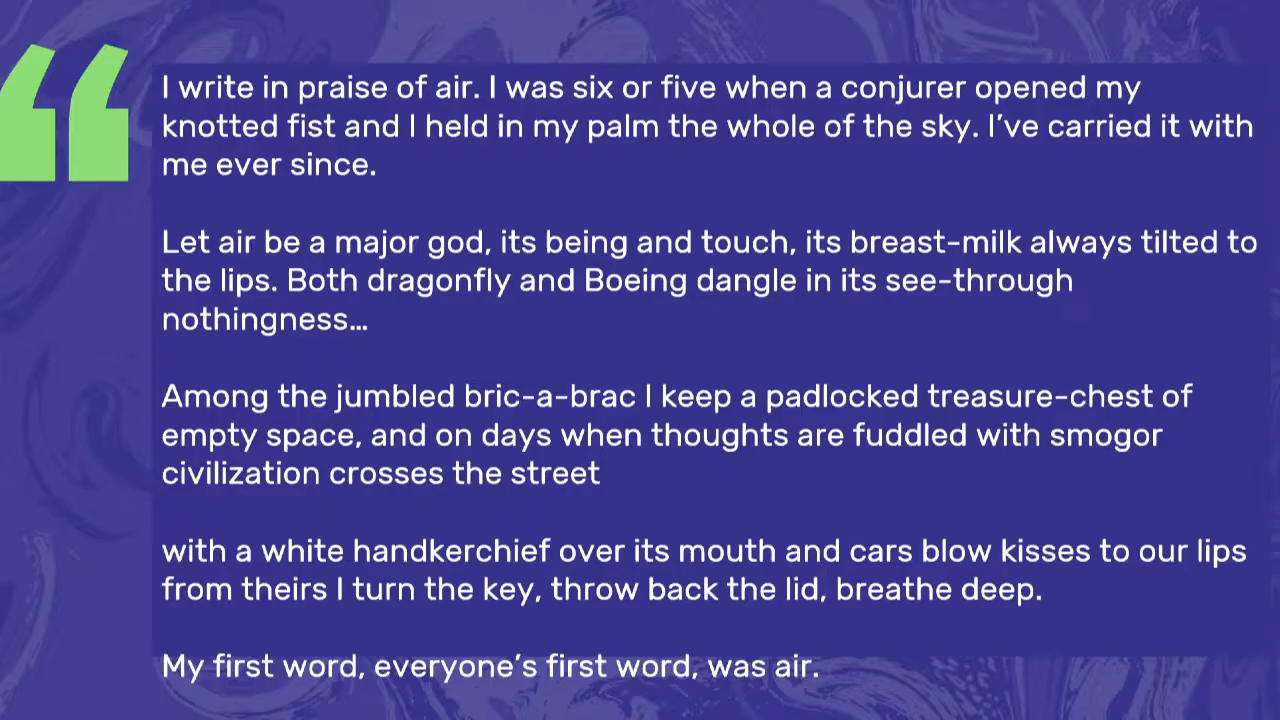 “
I write in praise of air. I was six or five when a conjurer opened my
knotted fist and I held in my palm the whole of the sky. I’ve carried it with
me ever since.
Let air be a major god, its being and touch, its breast-milk always tilted to
the lips. Both dragonfly and Boeing dangle in its see-through
nothingness…
Among the jumbled bric-a-brac I keep a padlocked treasure-chest of
empty space, and on days when thoughts are fuddled with smogor
civilization crosses the street
with a white handkerchief over its mouth and cars blow kisses to our lips
from theirs I turn the key, throw back the lid, breathe deep.
My first word, everyone’s first word, was air.